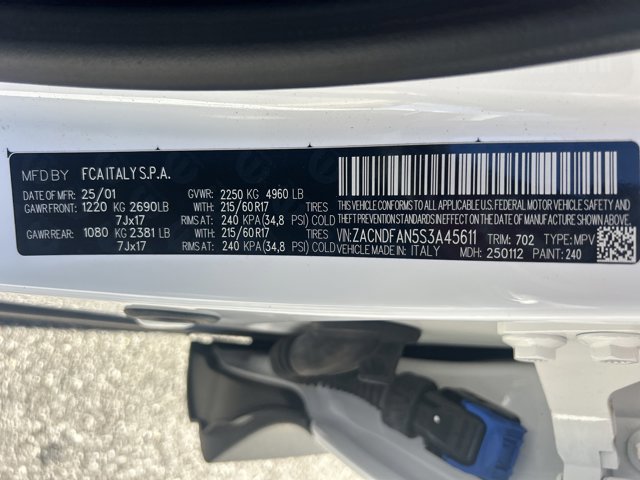 MFD BY FCA ITALY S.P.A.
DATE OF MFR 25/01 GVWR: 2250 KG 4960 LB
GAWR FRONT: 1220 KG 2690LB WITH: 215/60R17 TIRES
7Jx17 RIMS AT: 240 KPA (34,8 PSI) COLD
GAWR REAR: 1080 KG 2381 LB WITH: 215/60R17 TIRES
7Jx17 RIMS AT: 240 KPA (34,8 PSI) COLD
THIS VEHICLE CONFORMS TO ALL APPLICABLE U.S. FEDERAL MOTOR VEHICLE SAFETY,
BUMPER, AND THEFT PREVENTION STANDARDS IN EFFECT ON THE DATE OF MFR SHOWN ABOVE
VIN: ZACNDFAN5S3A45611 TRIM: 702 TYPE: MPV
VEHICLE MADE IN: ITALY MDH: 250112 PAINT: 240